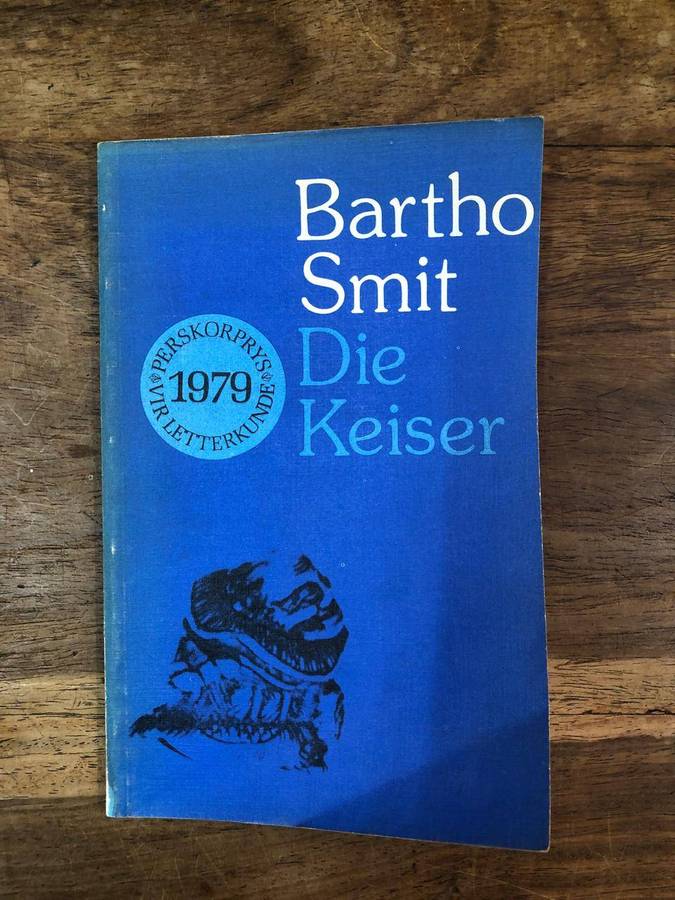 Bartho
Smit
Die
Keiser
PERSKORPRYS
1979
VIR LETTERKUNDE